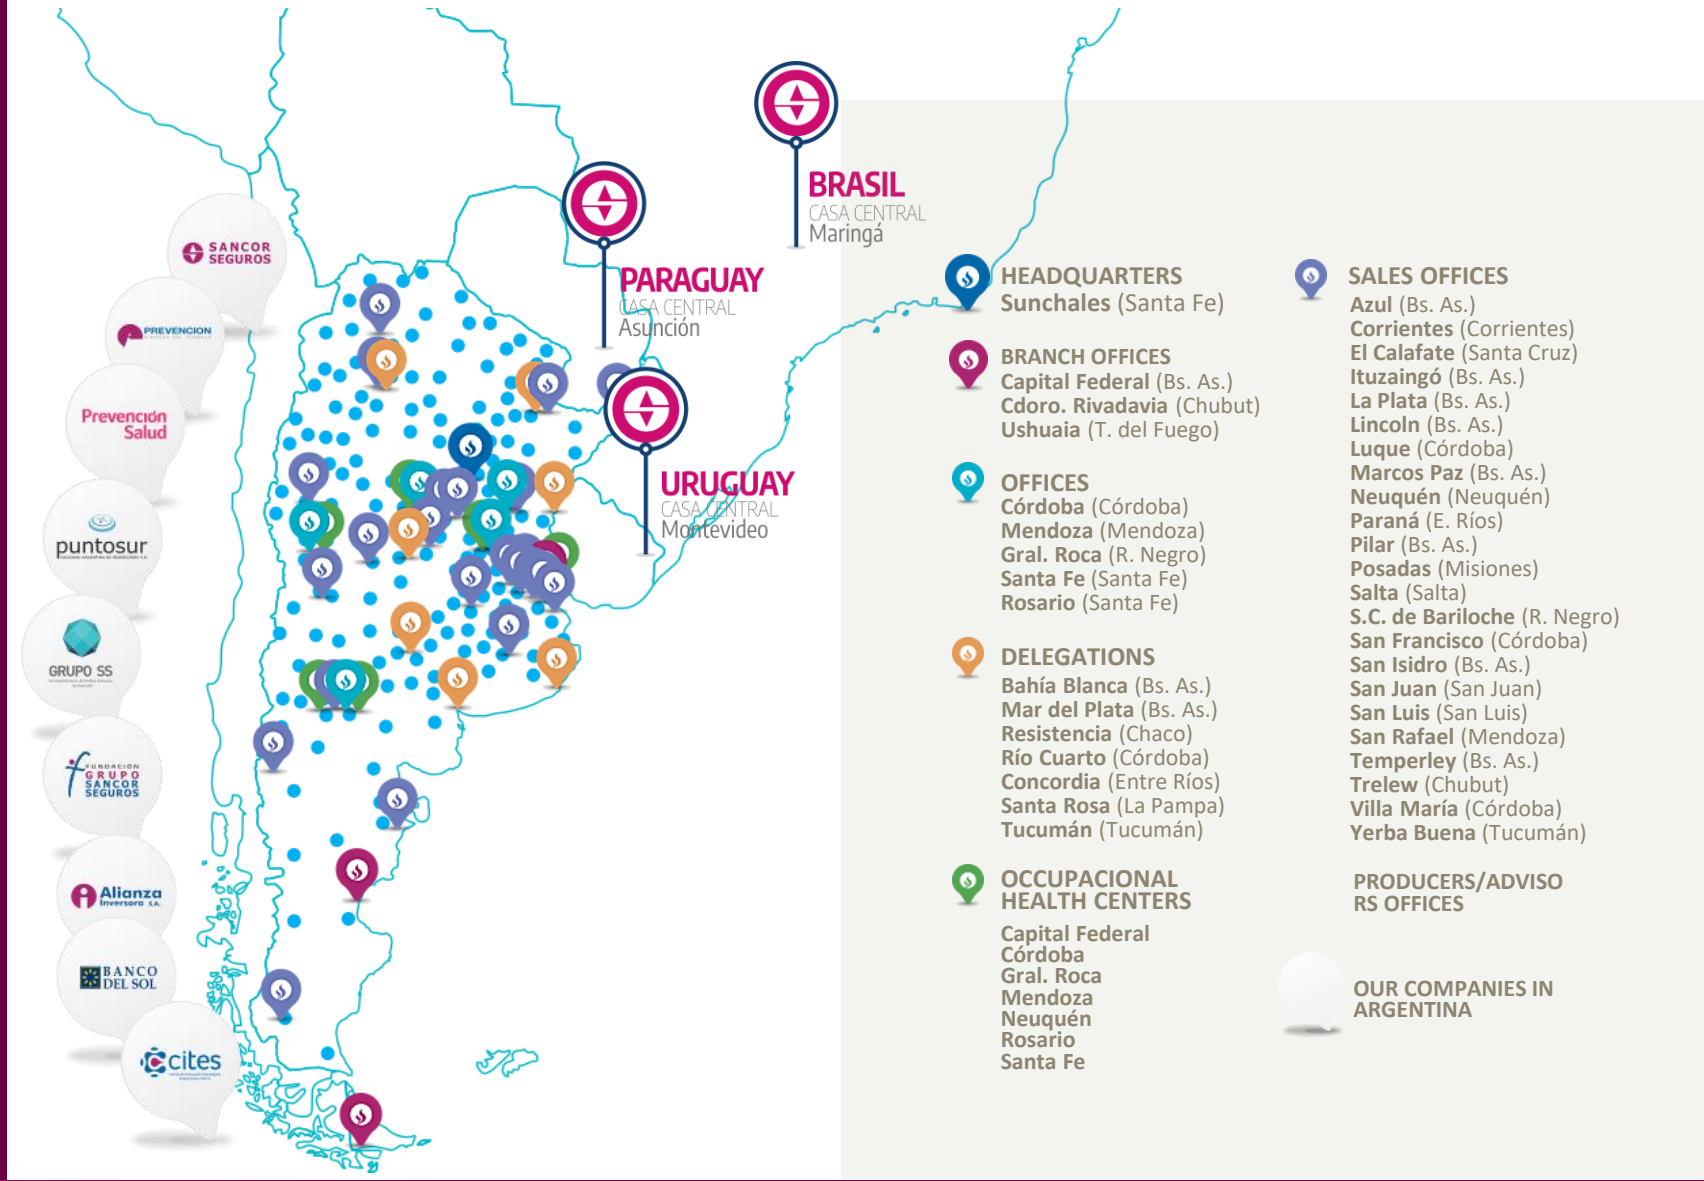 BRASIL
CASA CENTRAL
Maringá
PARAGUAY
CASA CENTRAL
Asunción
URUGUAY
CASA CENTRAL
Montevideo
SANCOR
SEGUROS
PREVENCION
Prevención
Salud
puntosur
GRUPO SS
FUNDACIÓN
GRUPO
SANCOR
SEGUROS
Alianza
Inversora S.A.
BANCO
DEL SOL
cites
HEADQUARTERS
Sunchales (Santa Fe)
BRANCH OFFICES
Capital Federal (Bs. As.)
Cdoro. Rivadavia (Chubut)
Ushuaia (T. del Fuego)
OFFICES
Córdoba (Córdoba)
Mendoza (Mendoza)
Gral. Roca (R. Negro)
Santa Fe (Santa Fe)
Rosario (Santa Fe)
DELEGATIONS
Bahía Blanca (Bs. As.)
Mar del Plata (Bs. As.)
Resistencia (Chaco)
Río Cuarto (Córdoba)
Concordia (Entre Ríos)
Santa Rosa (La Pampa)
Tucumán (Tucumán)
OCCUPACIONAL
HEALTH CENTERS
Capital Federal
Córdoba
Gral. Roca
Mendoza
Neuquén
Rosario
Santa Fe
SALES OFFICES
Azul (Bs. As.)
Corrientes (Corrientes)
El Calafate (Santa Cruz)
Ituzaingó (Bs. As.)
La Plata (Bs. As.)
Lincoln (Bs. As.)
Luque (Córdoba)
Marcos Paz (Bs. As.)
Neuquén (Neuquén)
Paraná (E. Ríos)
Pilar (Bs. As.)
Posadas (Misiones)
Salta (Salta)
S.C. de Bariloche (R. Negro)
San Francisco (Córdoba)
San Isidro (Bs. As.)
San Juan (San Juan)
San Luis (San Luis)
San Rafael (Mendoza)
Temperley (Bs. As.)
Trelew (Chubut)
Villa María (Córdoba)
Yerba Buena (Tucumán)
PRODUCERS/ADVISO
RS OFFICES
OUR COMPANIES IN
ARGENTINA